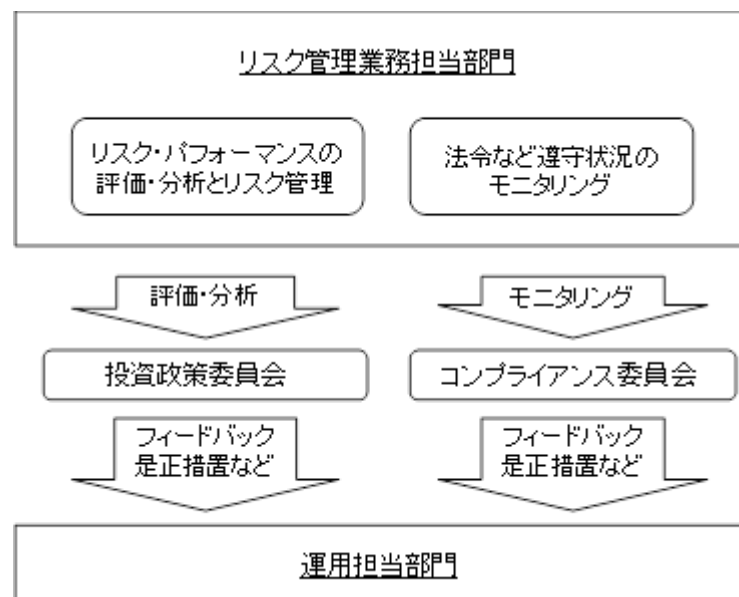 リスク管理業務担当部門
リスク・パフォーマンスの
評価・分析とリスク管理
法令など遵守状況の
モニタリング
評価・分析
モニタリング
投資政策委員会
コンプライアンス委員会
フィードバック
是正措置など
フィードバック
是正措置など
運用担当部門